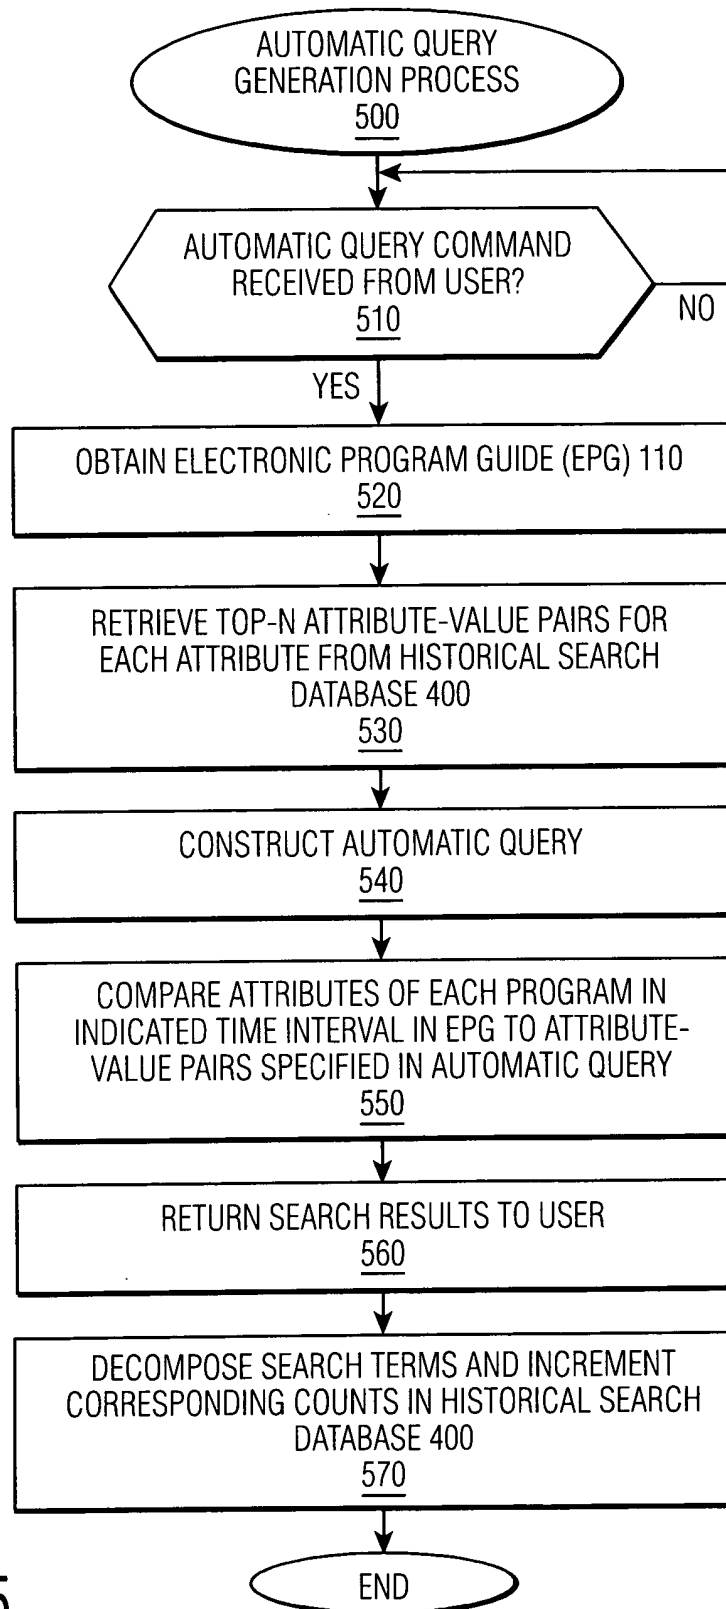 AUTOMATIC QUERY
GENERATION PROCESS
500
AUTOMATIC QUERY COMMAND
RECEIVED FROM USER?
510
NO
YES
OBTAIN ELECTRONIC PROGRAM GUIDE (EPG) 110
520
RETRIEVE TOP-N ATTRIBUTE-VALUE PAIRS FOR
EACH ATTRIBUTE FROM HISTORICAL SEARCH
DATABASE 400
530
CONSTRUCT AUTOMATIC QUERY
540
COMPARE ATTRIBUTES OF EACH PROGRAM IN
INDICATED TIME INTERVAL IN EPG TO ATTRIBUTE-
VALUE PAIRS SPECIFIED IN AUTOMATIC QUERY
550
RETURN SEARCH RESULTS TO USER
560
DECOMPOSE SEARCH TERMS AND INCREMENT
CORRESPONDING COUNTS IN HISTORICAL SEARCH
DATABASE 400
570
END
5